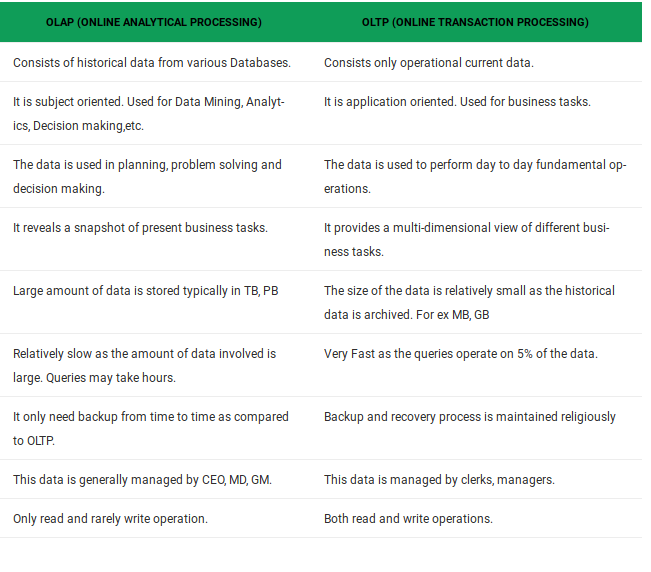 OLAP (ONLINE ANALYTICAL PROCESSING) OLTP (ONLINE TRANSACTION PROCESSING)
Consists of historical data from various Databases. Consists only operational current data.
It is subject oriented. Used for Data Mining, Analyt- It is application oriented. Used for business tasks.
ics, Decision making,etc.
The data is used in planning, problem solving and The data is used to perform day to day fundamental op-
decision making. erations.
It reveals a snapshot of present business tasks. It provides a multi-dimensional view of different busi-
ness tasks.
Large amount of data is stored typically in TB, PB The size of the data is relatively small as the historical
data is archived. For ex MB, GB
Relatively slow as the amount of data involved is Very Fast as the queries operate on 5% of the data.
large. Queries may take hours.
It only need backup from time to time as compared Backup and recovery process is maintained religiously
to OLTP.
This data is generally managed by CEO, MD, GM. This data is managed by clerks, managers.
Only read and rarely write operation. Both read and write operations.